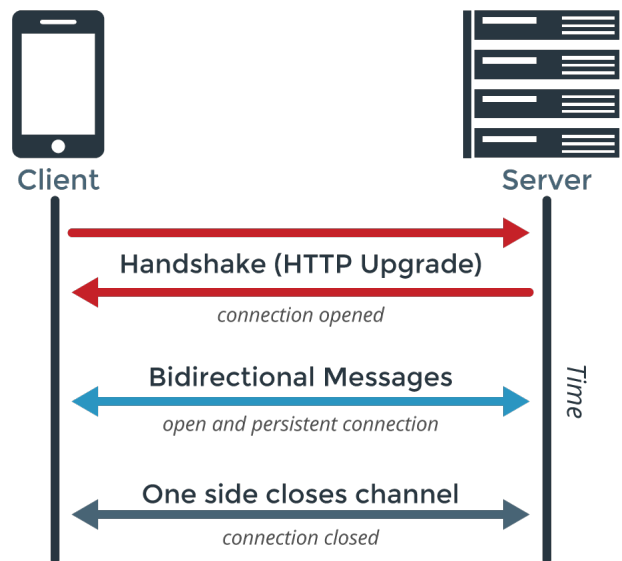 Client
Server
Handshake (HTTP Upgrade)
connection opened
Bidirectional Messages
Time
open and persistent connection
One side closes channel
connection closed